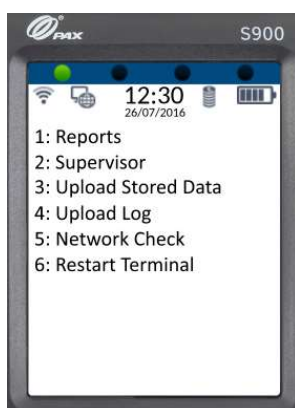 PAX S900
12:30
26/07/2016
1: Reports
2: Supervisor
3: Upload Stored Data
4: Upload Log
5: Network Check
6: Restart Terminal